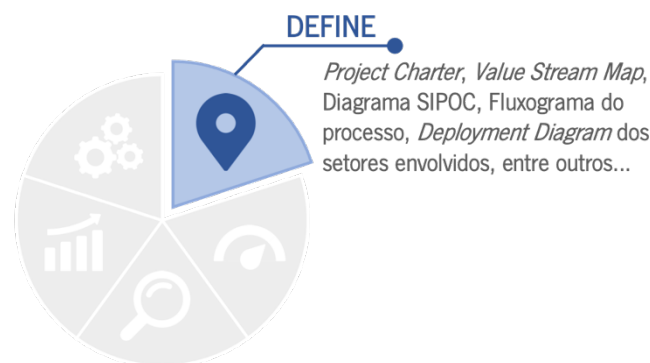 DEFINE
Project Charter, Value Stream Map,
Diagrama SIPOC, Fluxograma do
processo, Deployment Diagram dos
setores envolvidos, entre outros...